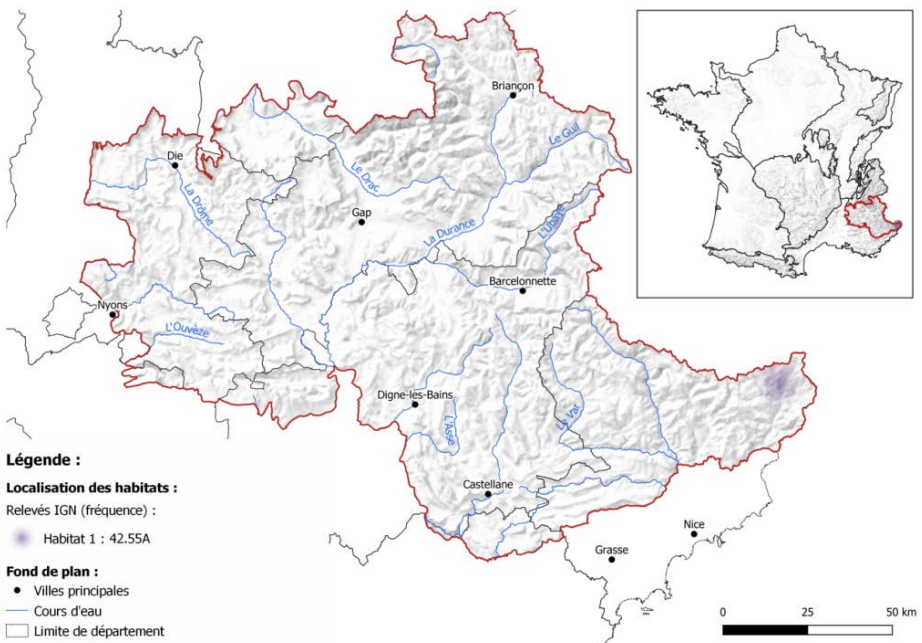 Briançon
Le Guil
Die
Le Drac
La Drôme
Gap
La Durance
L'Ubaye
Barcelonnette
Nyons
L'Ouvèze
Digne-les-Bains
L'Asse
Le Var
Castellane
Nice
Grasse
Légende :
Localisation des habitats :
Relevés IGN (fréquence) :
Habitat 1 : 42.55A
Fond de plan :
Villes principales
Cours d'eau
Limite de département
0 25 50 km